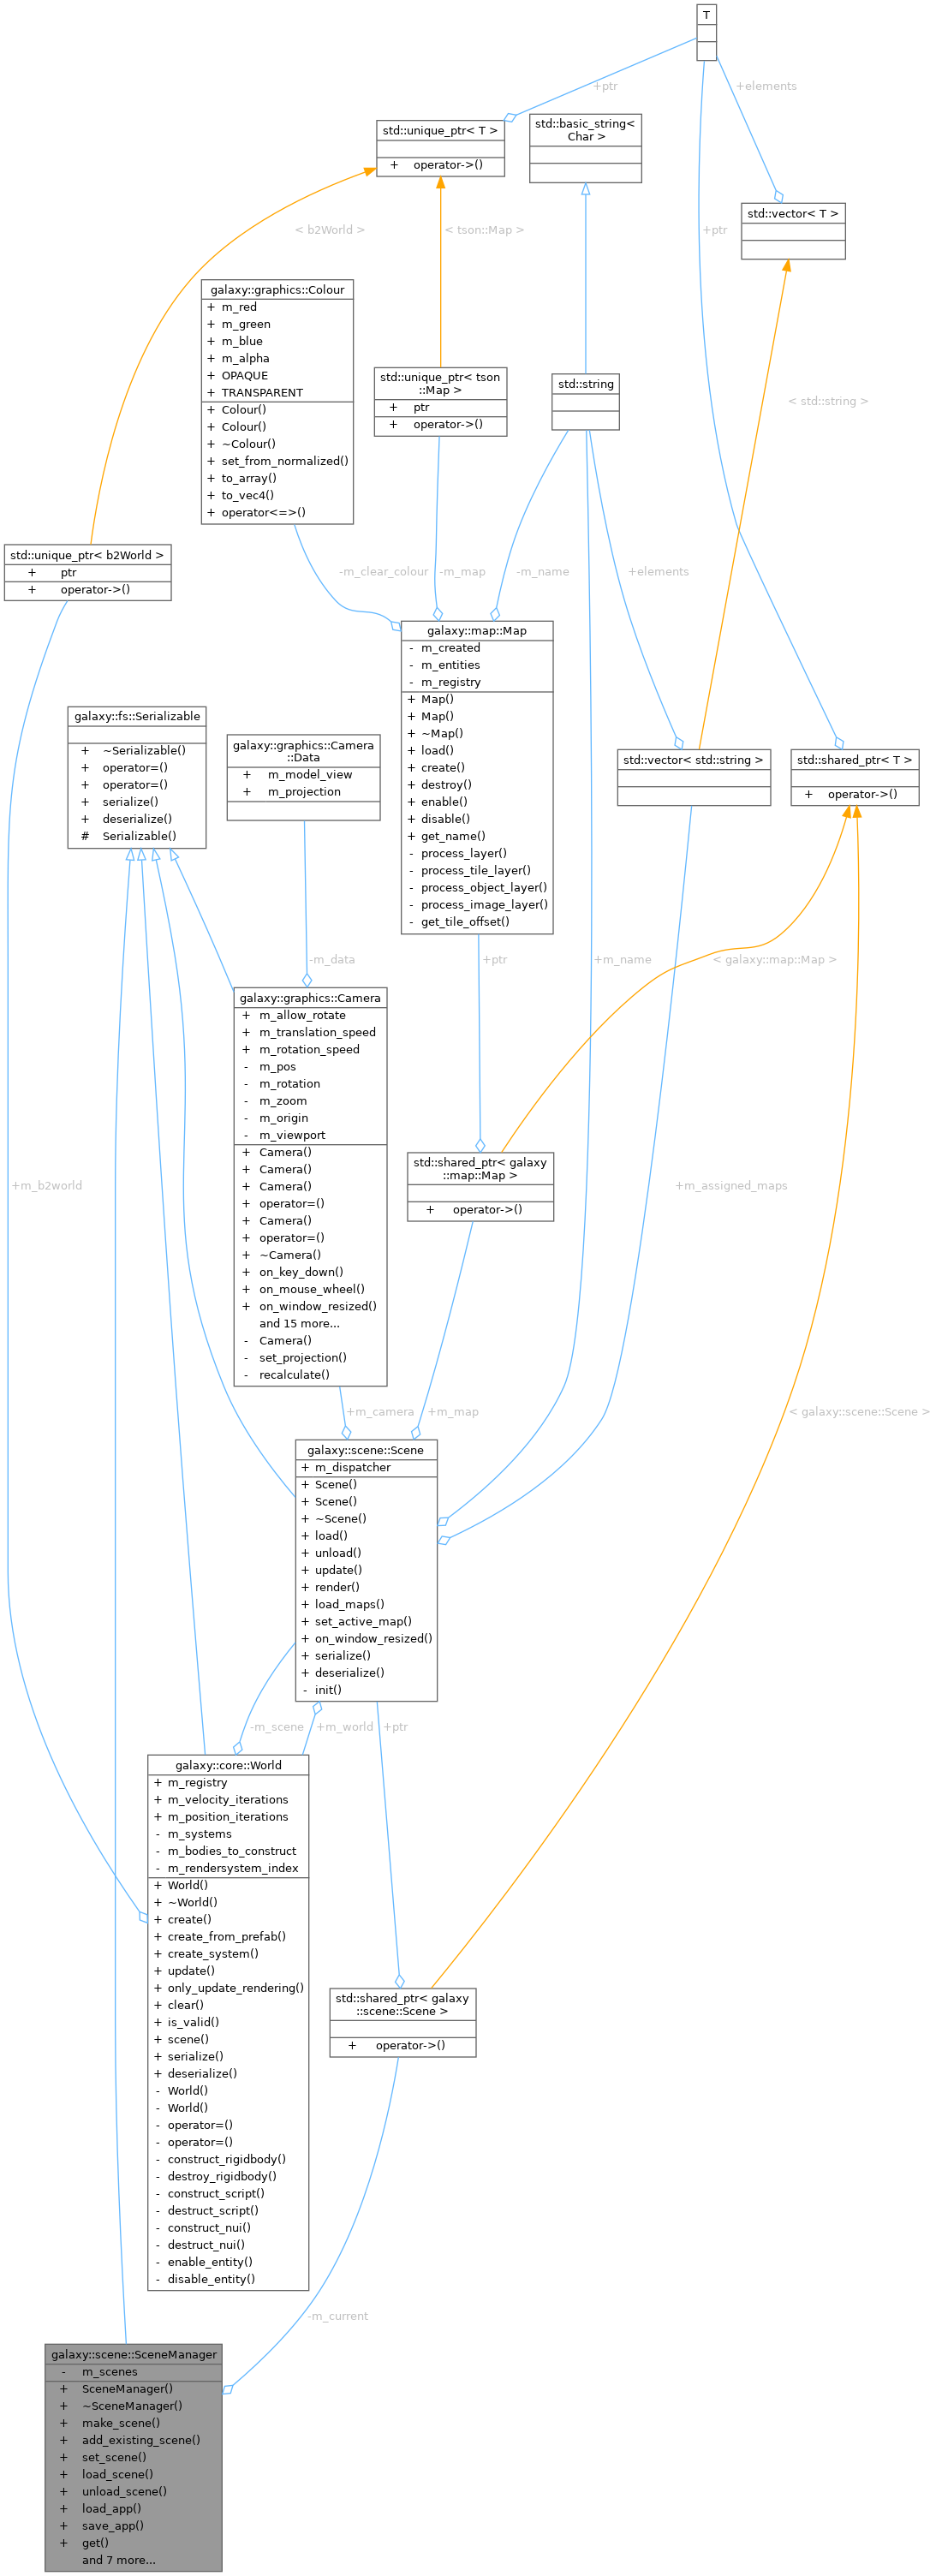 T
+ptr
+elements
std::unique_ptr< T >
+ operator->()
std::basic_string<
Char >
std::vector< T >
< b2World >
< tson::Map >
+ptr
galaxy::graphics::Colour
+ m_red
+ m_green
+ m_blue
+ m_alpha
+ OPAQUE
+ TRANSPARENT
+ Colour()
+ Colour()
+ ~Colour()
+ set_from_normalized()
+ to_array()
+ to_vec4()
+ operator<=>()
std::unique_ptr< tson
::Map >
+ ptr
+ operator->()
std::string
< std::string >
std::unique_ptr< b2World >
+ ptr
+ operator->()
-m_clear_colour
-m_map
-m_name
+elements
galaxy::map::Map
- m_created
- m_entities
- m_registry
+ Map()
+ Map()
+ ~Map()
+ load()
+ create()
+ destroy()
+ enable()
+ disable()
+ get_name()
- process_layer()
- process_tile_layer()
- process_object_layer()
- process_image_layer()
- get_tile_offset()
galaxy::fs::Serializable
+ ~Serializable()
+ operator=()
+ operator=()
+ serialize()
+ deserialize()
# Serializable()
galaxy::graphics::Camera
::Data
+ m_model_view
+ m_projection
std::vector< std::string >
std::shared_ptr< T >
+ operator->()
-m_data
+ptr
+m_name
< galaxy::map::Map >
galaxy::graphics::Camera
+ m_allow_rotate
+ m_translation_speed
+ m_rotation_speed
- m_pos
- m_rotation
- m_zoom
- m_origin
- m_viewport
+ Camera()
+ Camera()
+ Camera()
+ operator=()
+ Camera()
+ operator=()
+ ~Camera()
+ on_key_down()
+ on_mouse_wheel()
+ on_window_resized()
and 15 more...
- Camera()
- set_projection()
- recalculate()
std::shared_ptr< galaxy
::map::Map >
+ operator->()
+m_b2world
+m_assigned_maps
+m_camera
+m_map
< galaxy::scene::Scene >
galaxy::scene::Scene
+ m_dispatcher
+ Scene()
+ Scene()
+ ~Scene()
+ load()
+ unload()
+ update()
+ render()
+ load_maps()
+ set_active_map()
+ on_window_resized()
+ serialize()
+ deserialize()
- init()
-m_scene
+m_world
+ptr
galaxy::core::World
+ m_registry
+ m_velocity_iterations
+ m_position_iterations
- m_systems
- m_bodies_to_construct
- m_rendersystem_index
+ World()
+ ~World()
+ create()
+ create_from_prefab()
+ create_system()
+ update()
+ only_update_rendering()
+ clear()
+ is_valid()
+ scene()
+ serialize()
+ deserialize()
- World()
- World()
- operator=()
- operator=()
- construct_rigidbody()
- destroy_rigidbody()
- construct_script()
- destruct_script()
- construct_nui()
- destruct_nui()
- enable_entity()
- disable_entity()
std::shared_ptr< galaxy
::scene::Scene >
+ operator->()
-m_current
galaxy::scene::SceneManager
- m_scenes
+ SceneManager()
+ ~SceneManager()
+ make_scene()
+ add_existing_scene()
+ set_scene()
+ load_scene()
+ unload_scene()
+ load_app()
+ save_app()
+ get()
and 7 more...